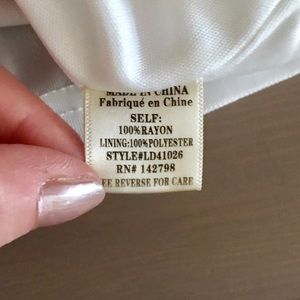 MADE IN CHINA
Fabriqué en Chine
SELF:
100%RAYON
LINING:100%POLYESTER
STYLE#LD41026
RN# 142798
SEE REVERSE FOR CARE